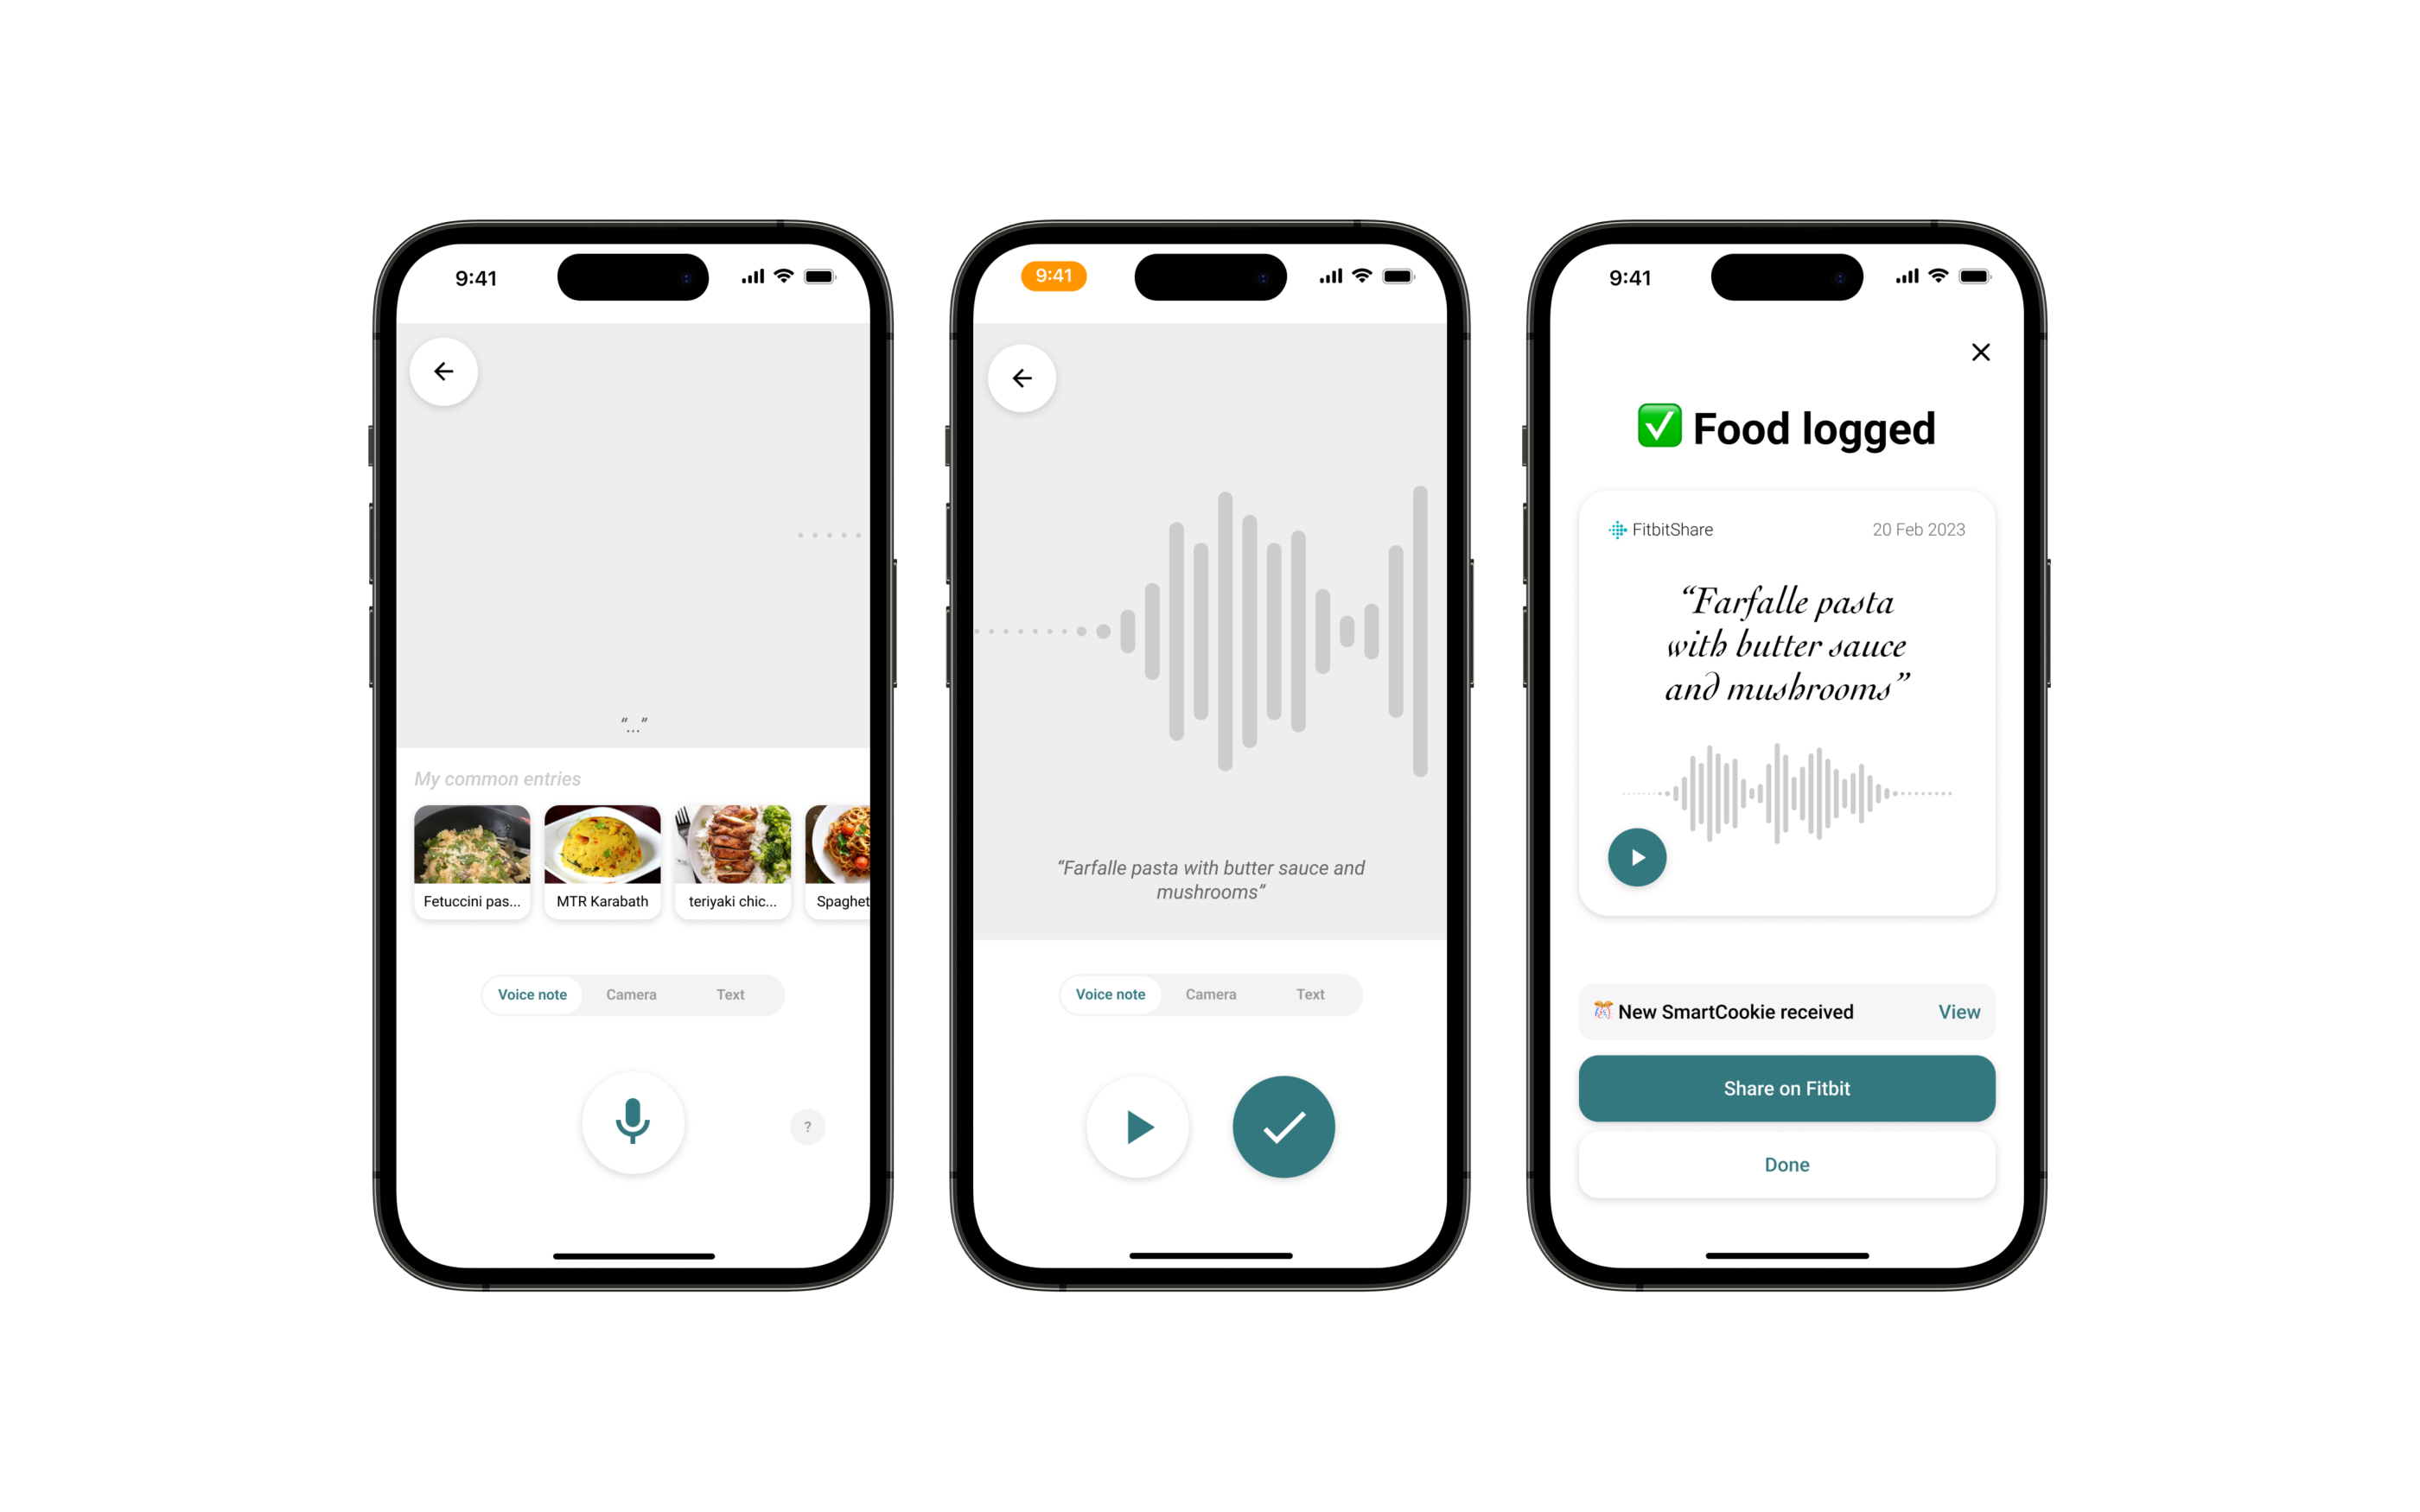 9:41
“...”
My common entries
Fetuccini pas...
MTR Karabath
teriyaki chic...
Spaghet
Voice note
Camera
Text
?
9:41
“Farfalle pasta with butter sauce and
mushrooms”
Voice note
Camera
Text
9:41
✅ Food logged
FitbitShare
20 Feb 2023
“Farfalle pasta
with butter sauce
and mushrooms”
New SmartCookie received
View
Share on Fitbit
Done